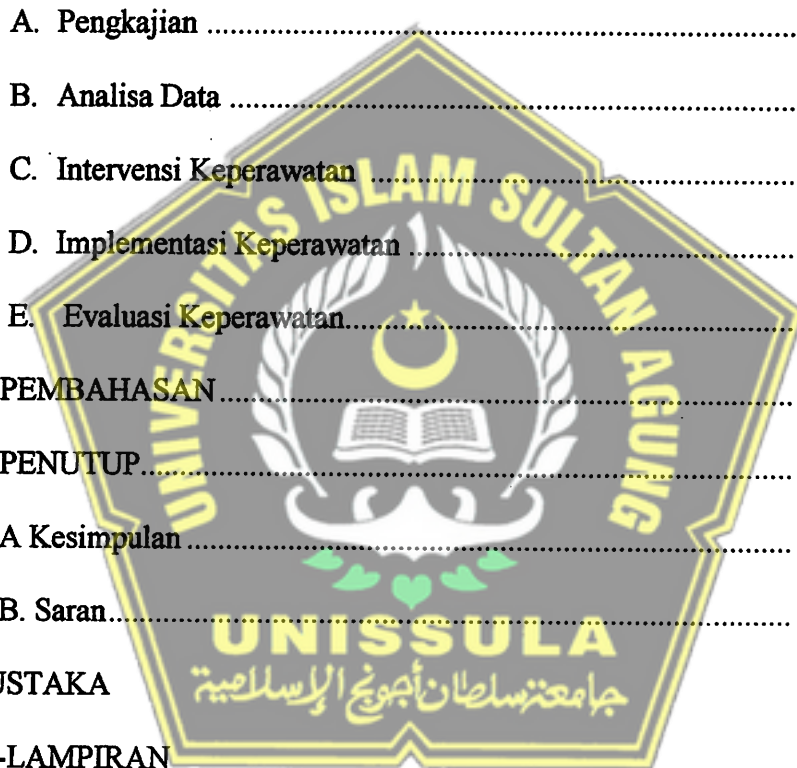 A. Pengkajian ........................................................................
B. Analisa Data ........................................................................
C. Intervensi Keperawatan ........................................................
D. Implementasi Keperawatan ..................................................
E. Evaluasi Keperawatan...........................................................
PEMBAHASAN........................................................................
PENUTUP................................................................................
A Kesimpulan ..........................................................................
B. Saran....................................................................................
USTAKA
-LAMPIRAN
UNIVERSITAS ISLAM SULTAN AGUNG
UNISSULA
جامعة سلطان أجونج الإسلامية